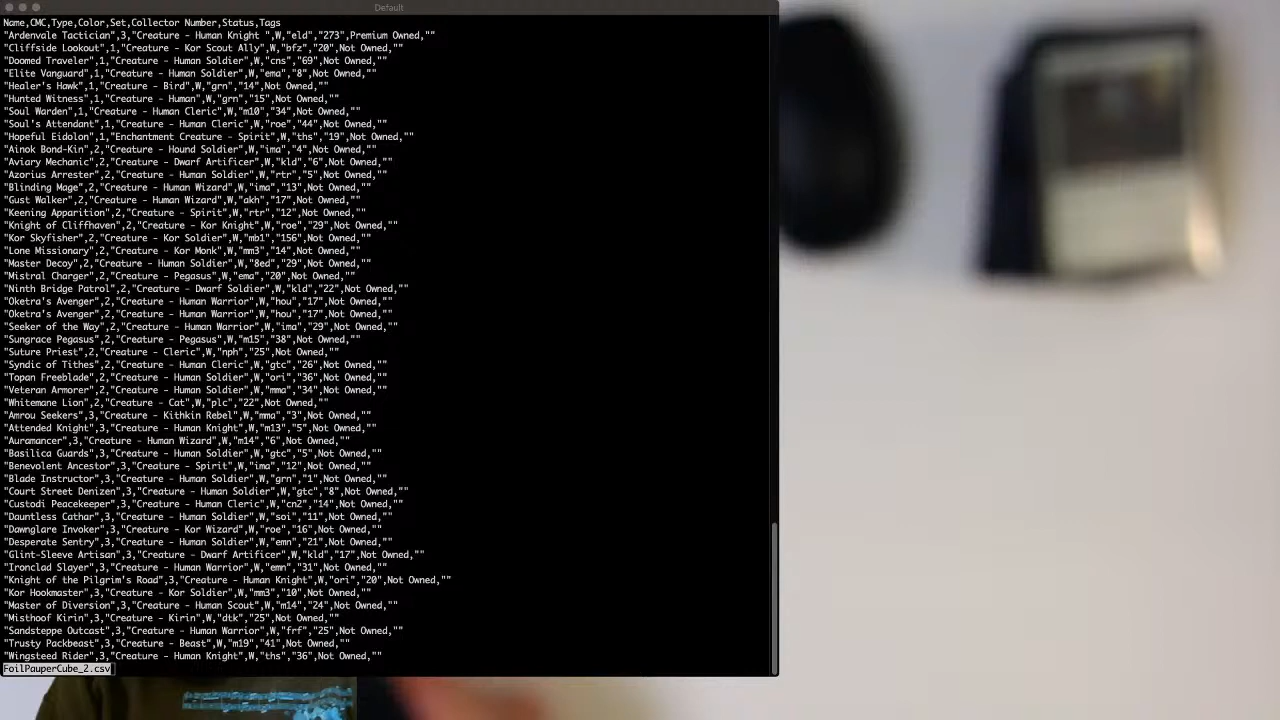 Default
Name,CMC,Type,Color,Set,Collector Number,Status,Tags
"Ardenvale Tactician",3,"Creature - Human Knight ",W,"eld","273",Premium Owned,""
"Cliffside Lookout",1,"Creature - Kor Scout Ally",W,"bfz","20",Not Owned,""
"Doomed Traveler",1,"Creature - Human Soldier",W,"cns","69",Not Owned,""
"Elite Vanguard",1,"Creature - Human Soldier",W,"ema","8",Not Owned,""
"Healer's Hawk",1,"Creature - Bird",W,"grn","14",Not Owned,""
"Hunted Witness",1,"Creature - Human",W,"grn","15",Not Owned,""
"Soul Warden",1,"Creature - Human Cleric",W,"m10","34",Not Owned,""
"Soul's Attendant",1,"Creature - Human Cleric",W,"roe","44",Not Owned,""
"Hopeful Eidolon",1,"Enchantment Creature - Spirit",W,"ths","19",Not Owned,""
"Ainok Bond-Kin",2,"Creature - Hound Soldier",W,"ima","4",Not Owned,""
"Aviary Mechanic",2,"Creature - Dwarf Artificer",W,"kld","6",Not Owned,""
"Azorius Arrester",2,"Creature - Human Soldier",W,"rtr","5",Not Owned,""
"Blinding Mage",2,"Creature - Human Wizard",W,"ima","13",Not Owned,""
"Gust Walker",2,"Creature - Human Wizard",W,"akh","17",Not Owned,""
"Keening Apparition",2,"Creature - Spirit",W,"rtr","12",Not Owned,""
"Knight of Cliffhaven",2,"Creature - Kor Knight",W,"roe","29",Not Owned,""
"Kor Skyfisher",2,"Creature - Kor Soldier",W,"mb1","156",Not Owned,""
"Lone Missionary",2,"Creature - Kor Monk",W,"mm3","14",Not Owned,""
"Master Decoy",2,"Creature - Human Soldier",W,"8ed","29",Not Owned,""
"Mistral Charger",2,"Creature - Pegasus",W,"ema","20",Not Owned,""
"Ninth Bridge Patrol",2,"Creature - Dwarf Soldier",W,"kld","22",Not Owned,""
"Oketra's Avenger",2,"Creature - Human Warrior",W,"hou","17",Not Owned,""
"Oketra's Avenger",2,"Creature - Human Warrior",W,"hou","17",Not Owned,""
"Seeker of the Way",2,"Creature - Human Warrior",W,"ima","29",Not Owned,""
"Sungrace Pegasus",2,"Creature - Pegasus",W,"m15","38",Not Owned,""
"Suture Priest",2,"Creature - Cleric",W,"nph","25",Not Owned,""
"Syndic of Tithes",2,"Creature - Human Cleric",W,"gtc","26",Not Owned,""
"Topan Freeblade",2,"Creature - Human Soldier",W,"ori","36",Not Owned,""
"Veteran Armorer",2,"Creature - Human Soldier",W,"mma","34",Not Owned,""
"Whitemane Lion",2,"Creature - Cat",W,"plc","22",Not Owned,""
"Amrou Seekers",3,"Creature - Kithkin Rebel",W,"mma","3",Not Owned,""
"Attended Knight",3,"Creature - Human Knight",W,"m13","5",Not Owned,""
"Auramancer",3,"Creature - Human Wizard",W,"m14","6",Not Owned,""
"Basilica Guards",3,"Creature - Human Soldier",W,"gtc","5",Not Owned,""
"Benevolent Ancestor",3,"Creature - Spirit",W,"ima","12",Not Owned,""
"Blade Instructor",3,"Creature - Human Soldier",W,"grn","1",Not Owned,""
"Court Street Denizen",3,"Creature - Human Soldier",W,"gtc","8",Not Owned,""
"Custodi Peacekeeper",3,"Creature - Human Cleric",W,"cn2","14",Not Owned,""
"Dauntless Cathar",3,"Creature - Human Soldier",W,"soi","11",Not Owned,""
"Dawnglare Invoker",3,"Creature - Kor Wizard",W,"roe","16",Not Owned,""
"Desperate Sentry",3,"Creature - Human Soldier",W,"emn","21",Not Owned,""
"Glint-Sleeve Artisan",3,"Creature - Dwarf Artificer",W,"kld","17",Not Owned,""
"Ironclad Slayer",3,"Creature - Human Warrior",W,"emn","31",Not Owned,""
"Knight of the Pilgrim's Road",3,"Creature - Human Knight",W,"ori","20",Not Owned,""
"Kor Hookmaster",3,"Creature - Kor Soldier",W,"mm3","10",Not Owned,""
"Master of Diversion",3,"Creature - Human Scout",W,"m14","24",Not Owned,""
"Misthoof Kirin",3,"Creature - Kirin",W,"dtk","25",Not Owned,""
"Sandsteppe Outcast",3,"Creature - Human Warrior",W,"frf","25",Not Owned,""
"Trusty Packbeast",3,"Creature - Beast",W,"m19","41",Not Owned,""
"Wingsteed Rider",3,"Creature - Human Knight",W,"ths","36",Not Owned,""
FoilPauperCube_2.csv